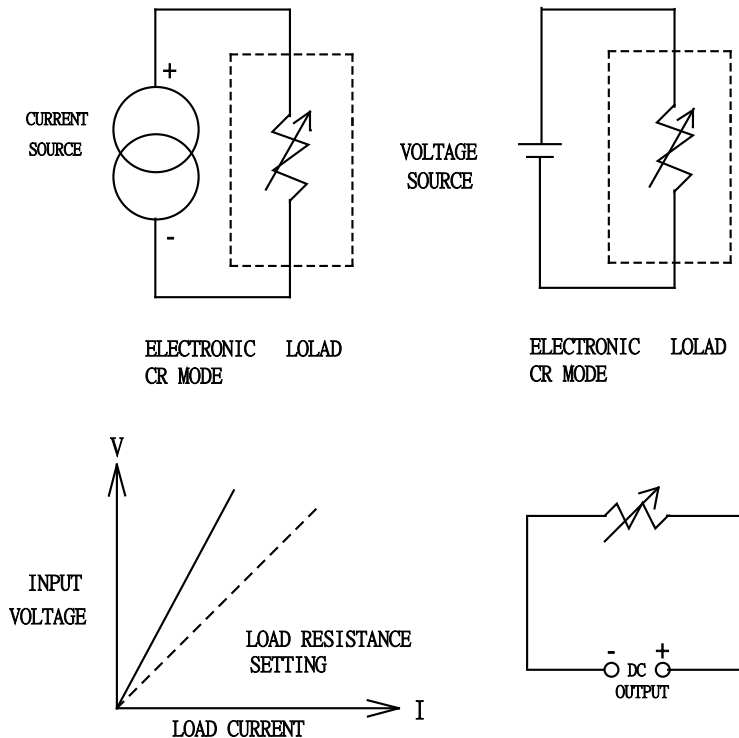 +
CURRENT
SOURCE
-
VOLTAGE
SOURCE
ELECTRONIC LOLAD
CR MODE
ELECTRONIC LOLAD
CR MODE
V
INPUT
VOLTAGE
LOAD RESISTANCE
SETTING
I
LOAD CURRENT
- DC +
OUTPUT